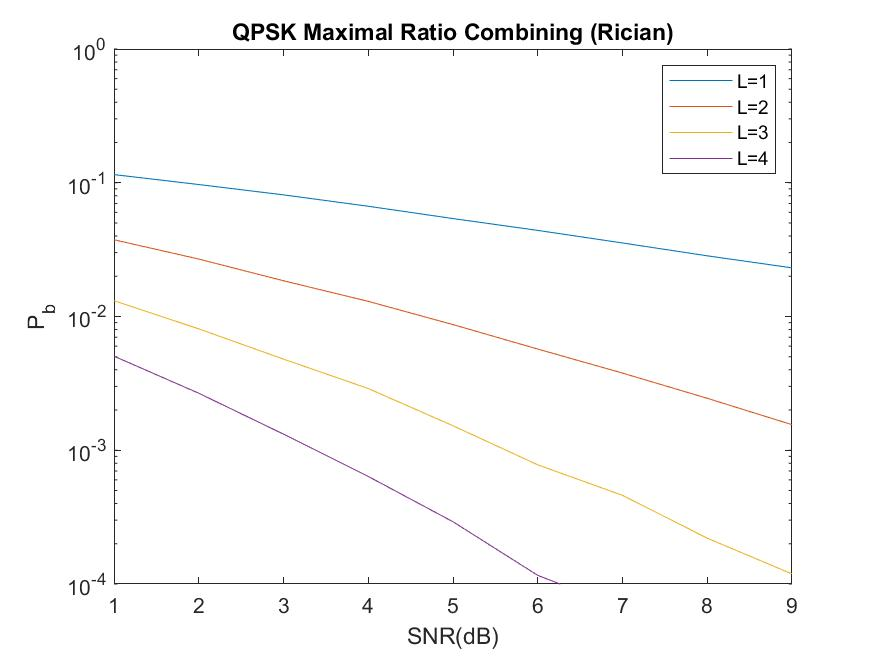 QPSK Maximal Ratio Combining (Rician)
10^0
10^-1
10^-2
10^-3
10^-4
P_b
L=1
L=2
L=3
L=4
1 2 3 4 5 6 7 8 9
SNR(dB)